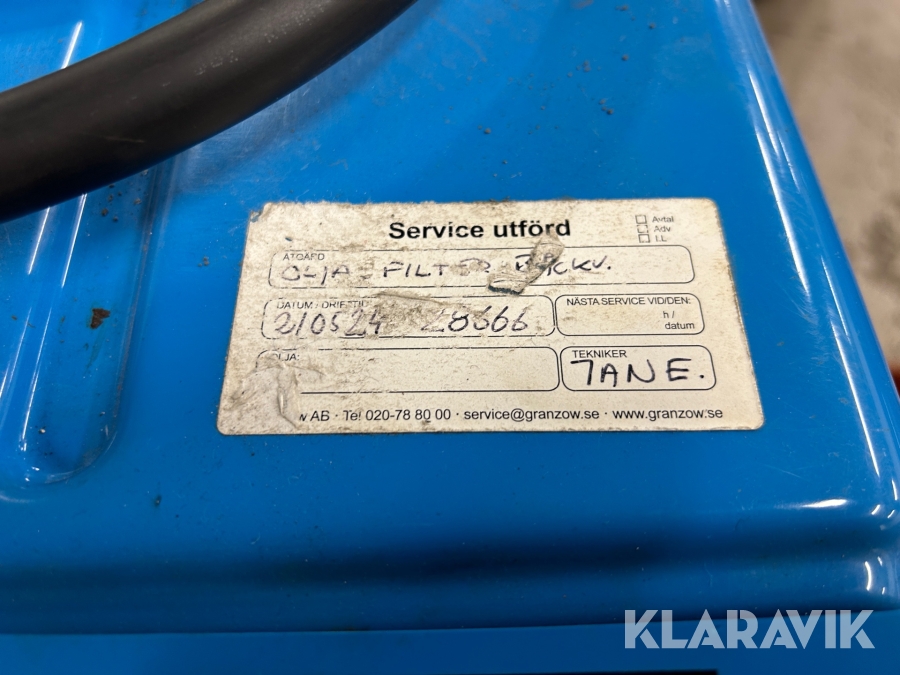 Service utförd
Avtal
Adv
ÅTGÄRD
OLJA - FILTER
DATUM / DRIFTTID
210524 28666
NÄSTA SERVICE VID/DEN:
h /
datum
OLJA:
TEKNIKER
JANE.
w AB · Tel 020-78 80 00 · service@granzow.se · www.granzow.se
KLARAVIK